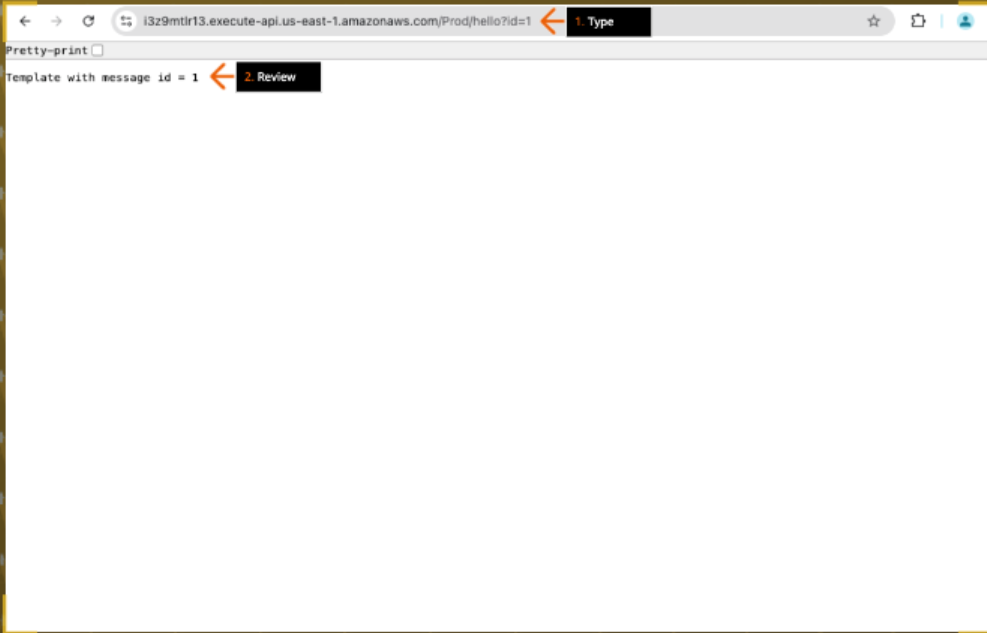 i3z9mtlr13.execute-api.us-east-1.amazonaws.com/Prod/hello?id=1
1. Type
Pretty-print
Template with message id = 1
2. Review